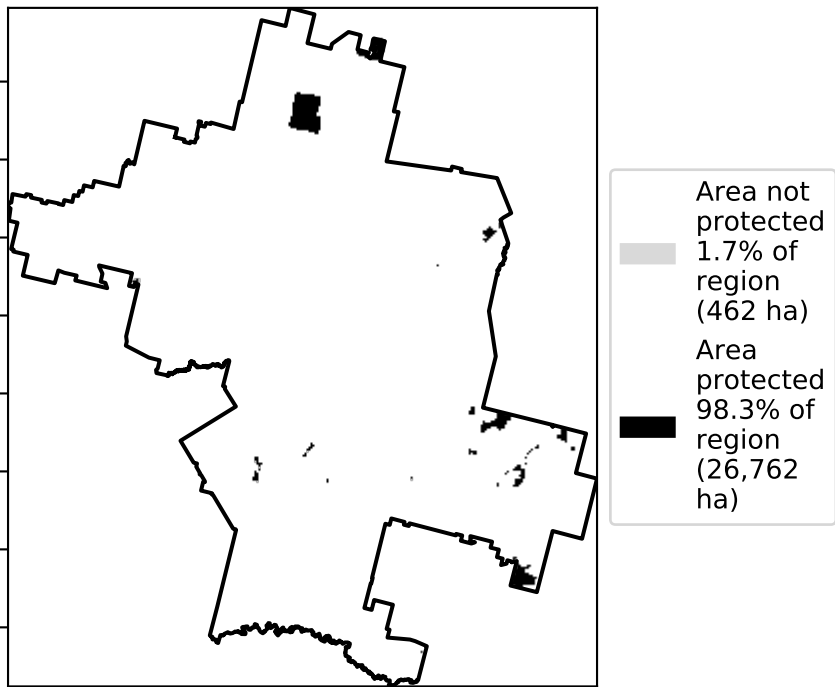 Area not
protected
1.7% of
region
(462 ha)
Area
protected
98.3% of
region
(26,762
ha)